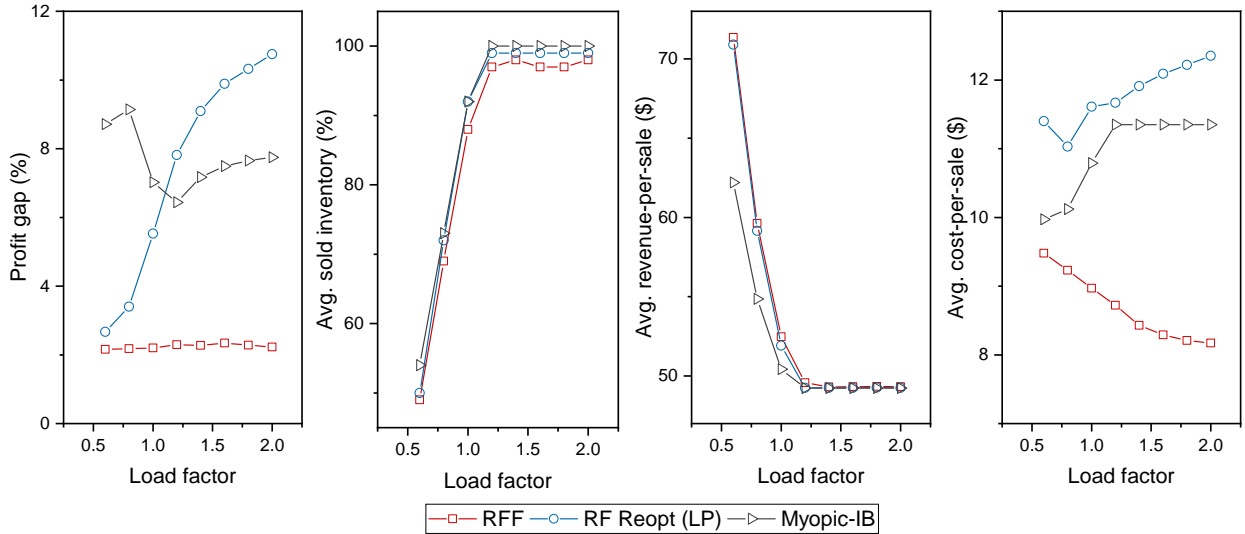 Profit gap (%)
12
8
4
0
0.5 1.0 1.5 2.0
Load factor
Avg. sold inventory (%)
100
80
60
0.5 1.0 1.5 2.0
Load factor
Avg. revenue-per-sale ($)
70
60
50
0.5 1.0 1.5 2.0
Load factor
Avg. cost-per-sale ($)
12
10
8
0.5 1.0 1.5 2.0
Load factor
RFF RF Reopt (LP) Myopic-IB